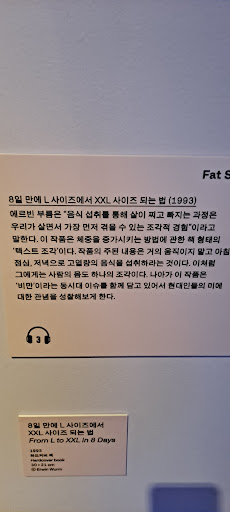 Fat S
8일 만에 L 사이즈에서 XXL 사이즈 되는 법 (1993)
에르빈 부름은 "음식 섭취를 통해 살이 찌고 빠지는 과정은
우리가 살면서 가장 먼저 겪을 수 있는 조각적 경험"이라고
말한다. 이 작품은 체중을 증가시키는 방법에 관한 책 형태의
'텍스트 조각'이다. 작품의 주된 내용은 거의 움직이지 말고 아침,
점심, 저녁으로 고열량의 음식을 섭취하라는 것이다. 이처럼
그에게는 사람의 몸도 하나의 조각이다. 나아가 이 작품은
'비만'이라는 동시대 이슈를 함께 담고 있어서 현대인들의 미에
대한 관념을 성찰해보게 한다.
3
8일 만에 L 사이즈에서
XXL 사이즈 되는 법
From L to XXL in 8 Days
1993
하드커버 북
Hardcover book
30×21 cm
© Erwin Wurm